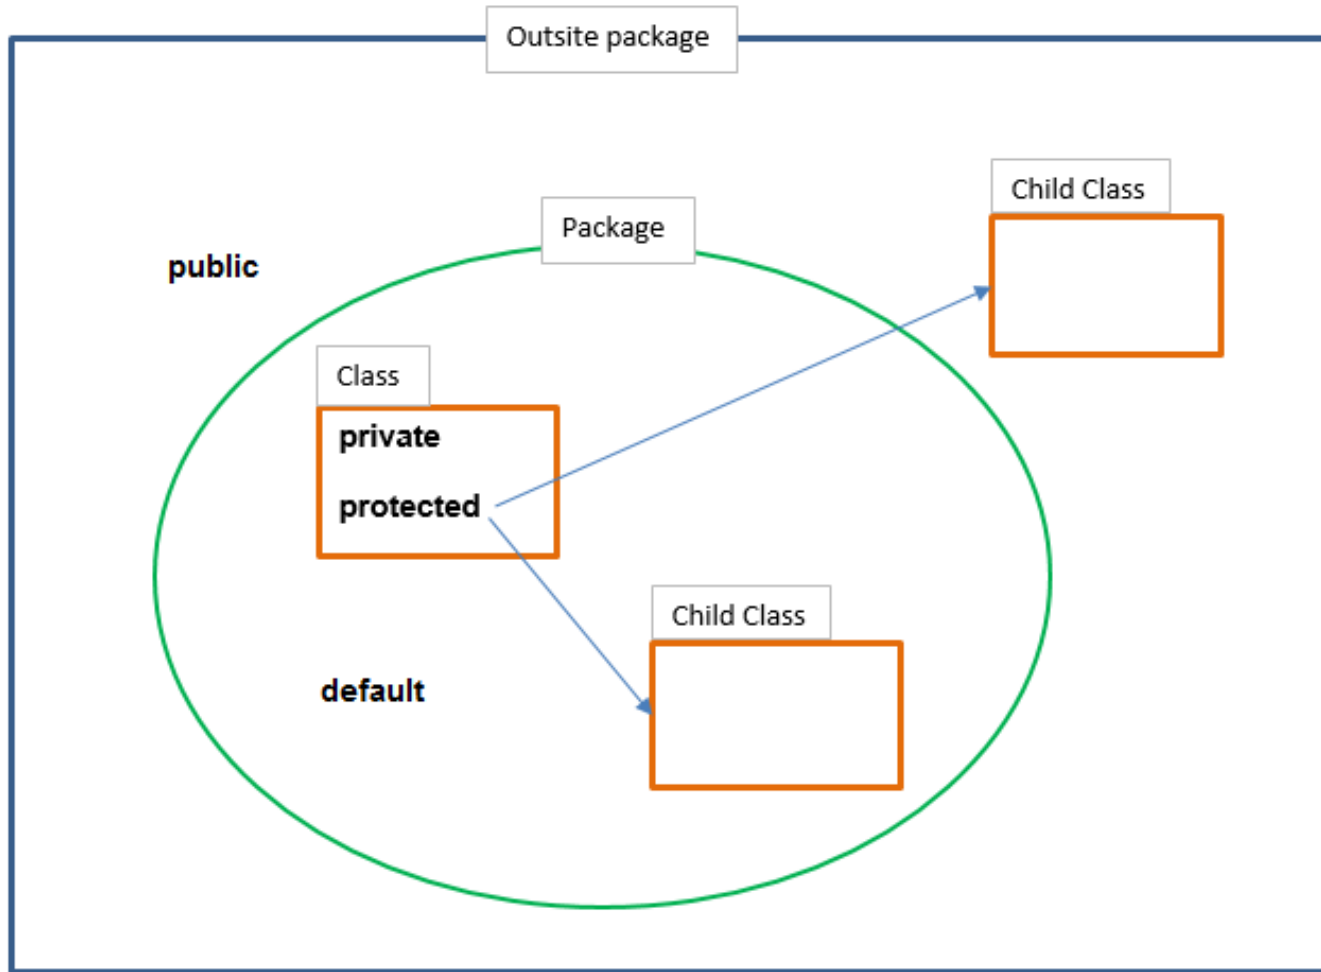 Outsite package
Child Class
Package
public
Class
private
protected
Child Class
default